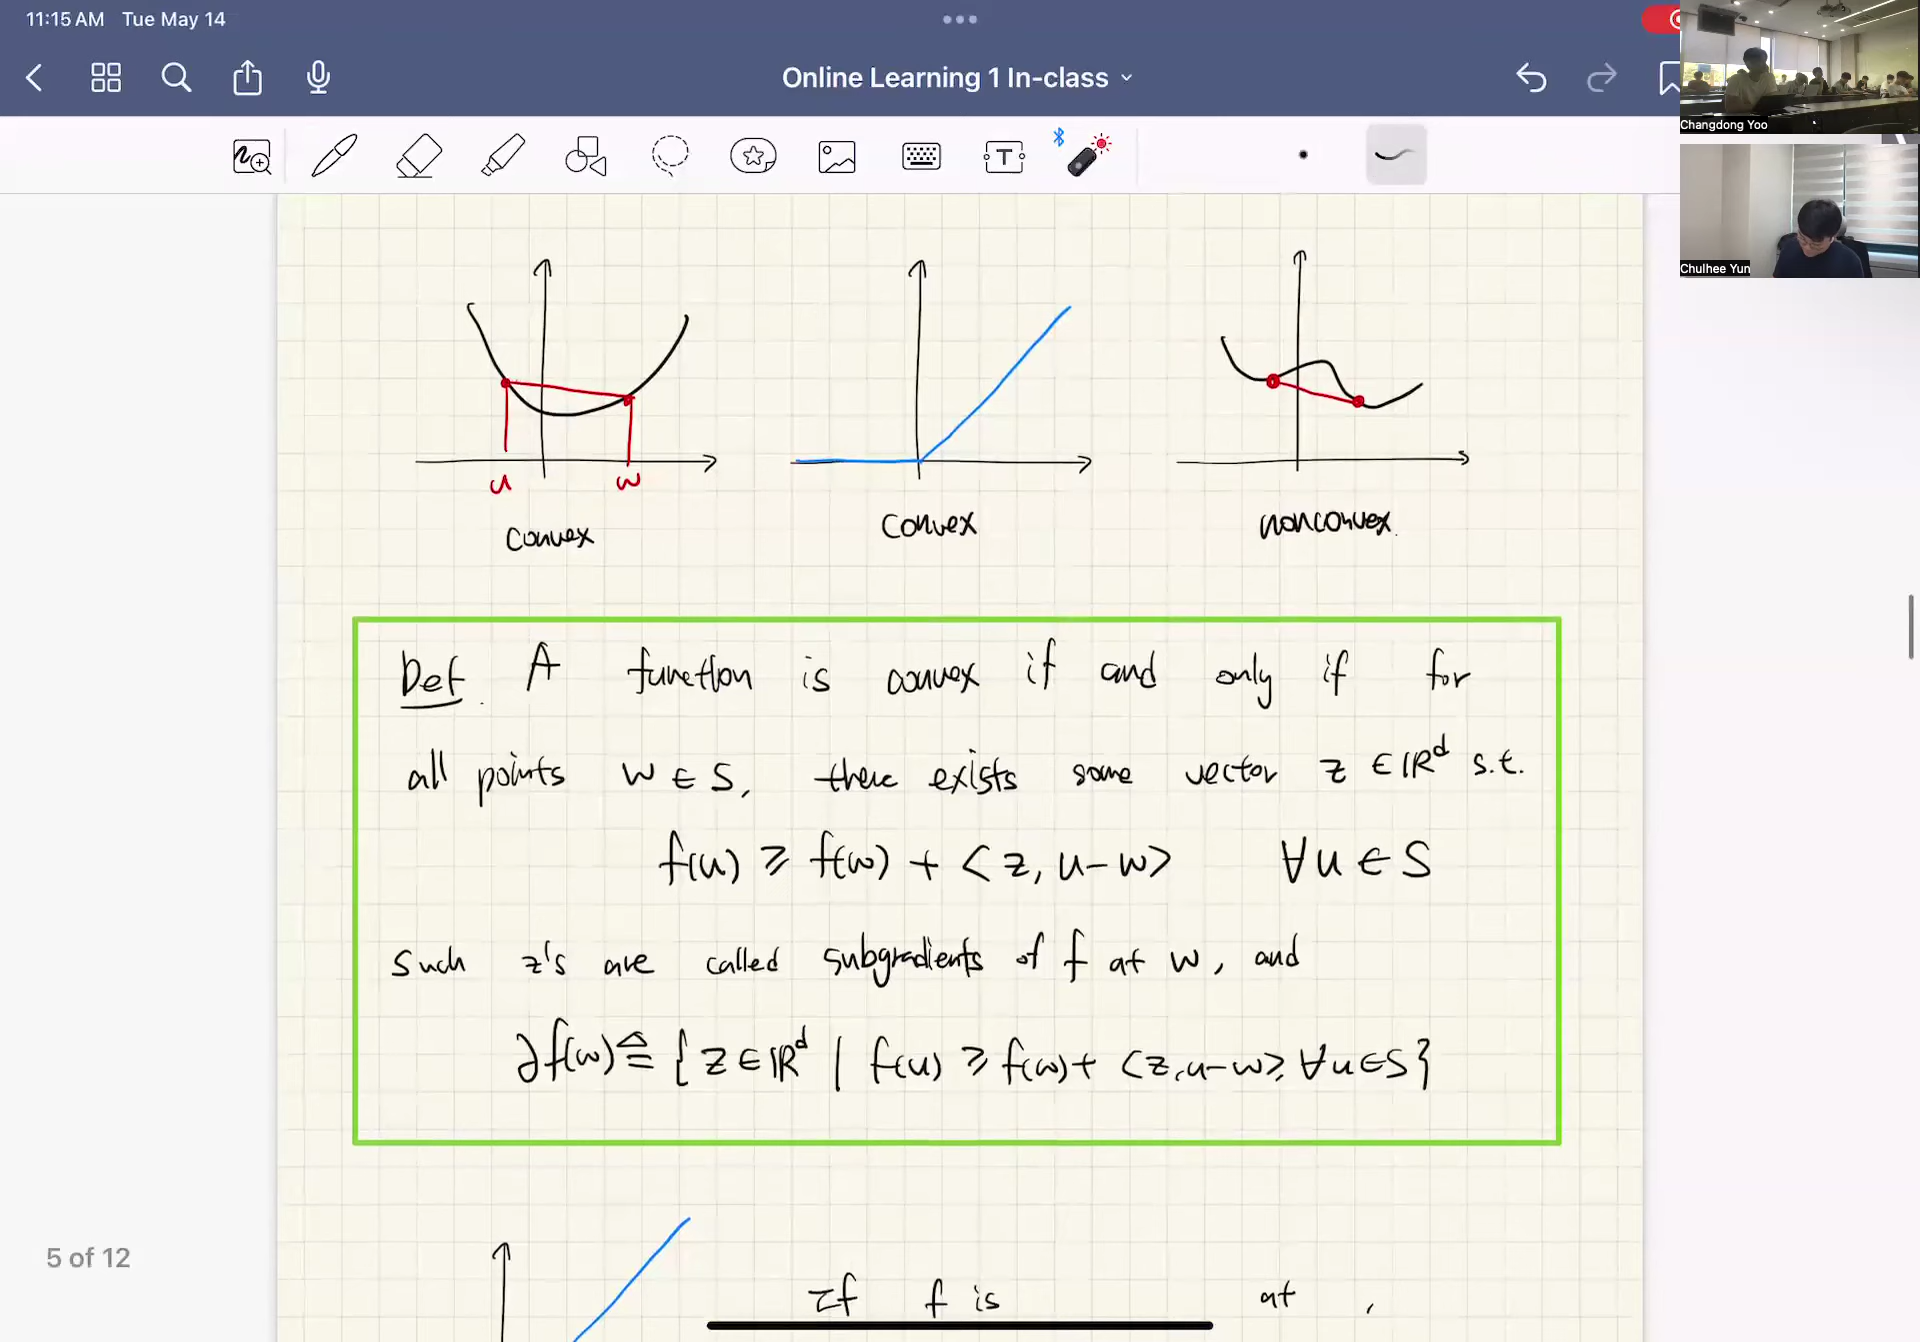 11:15 AM Tue May 14
Online Learning 1 In-class
Changdong Yoo
Chulhee Yun
T
u
w
convex
convex
nonconvex.
Def. A function is convex if and only if for
all points w ∈ S, there exists some vector z ∈ ℝᵈ s.t.
f(u) ≥ f(w) + <z, u-w> ∀u ∈ S
such z's are called subgradients of f at w, and
∂f(w) ≜ {z ∈ ℝᵈ | f(u) ≥ f(w) + <z, u-w>, ∀u∈S}
If f is at ,
5 of 12